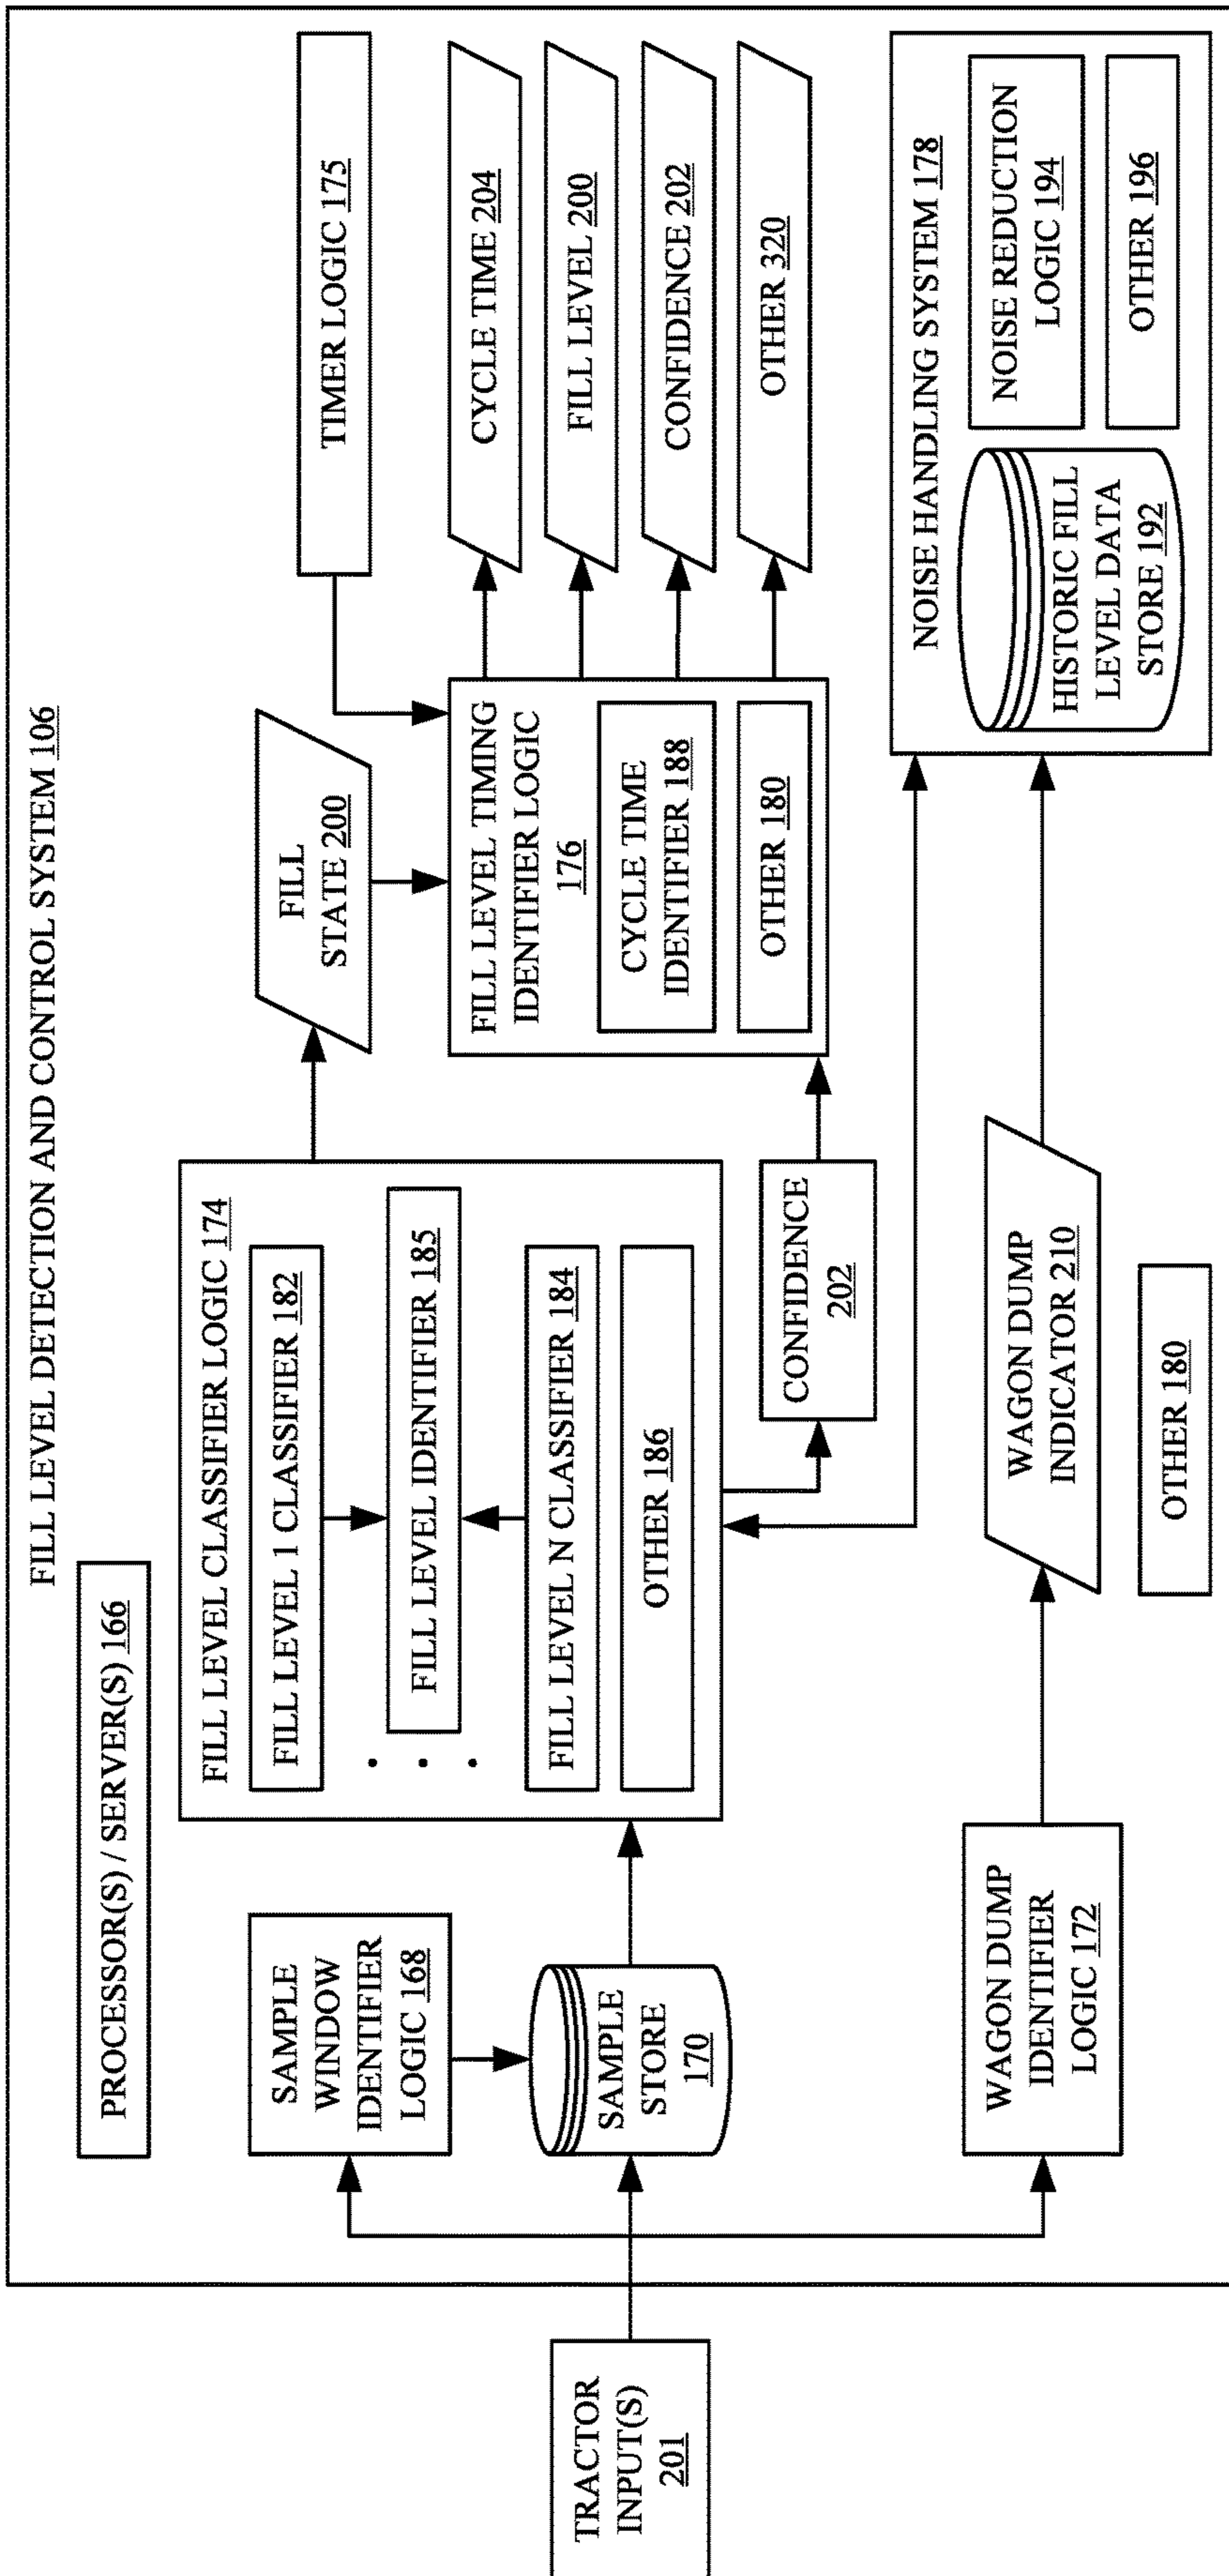 FILL LEVEL DETECTION AND CONTROL SYSTEM 106
PROCESSOR(S) / SERVER(S) 166
TRACTOR
INPUT(S)
201
SAMPLE
WINDOW
IDENTIFIER
LOGIC 168
SAMPLE
STORE
170
WAGON DUMP
IDENTIFIER
LOGIC 172
FILL LEVEL CLASSIFIER LOGIC 174
FILL LEVEL 1 CLASSIFIER 182
. . .
FILL LEVEL IDENTIFIER 185
FILL LEVEL N CLASSIFIER 184
OTHER 186
CONFIDENCE
202
WAGON DUMP
INDICATOR 210
OTHER 180
FILL
STATE 200
FILL LEVEL TIMING
IDENTIFIER LOGIC
176
CYCLE TIME
IDENTIFIER 188
OTHER 180
TIMER LOGIC 175
CYCLE TIME 204
FILL LEVEL 200
CONFIDENCE 202
OTHER 320
NOISE HANDLING SYSTEM 178
HISTORIC FILL
LEVEL DATA
STORE 192
NOISE REDUCTION
LOGIC 194
OTHER 196